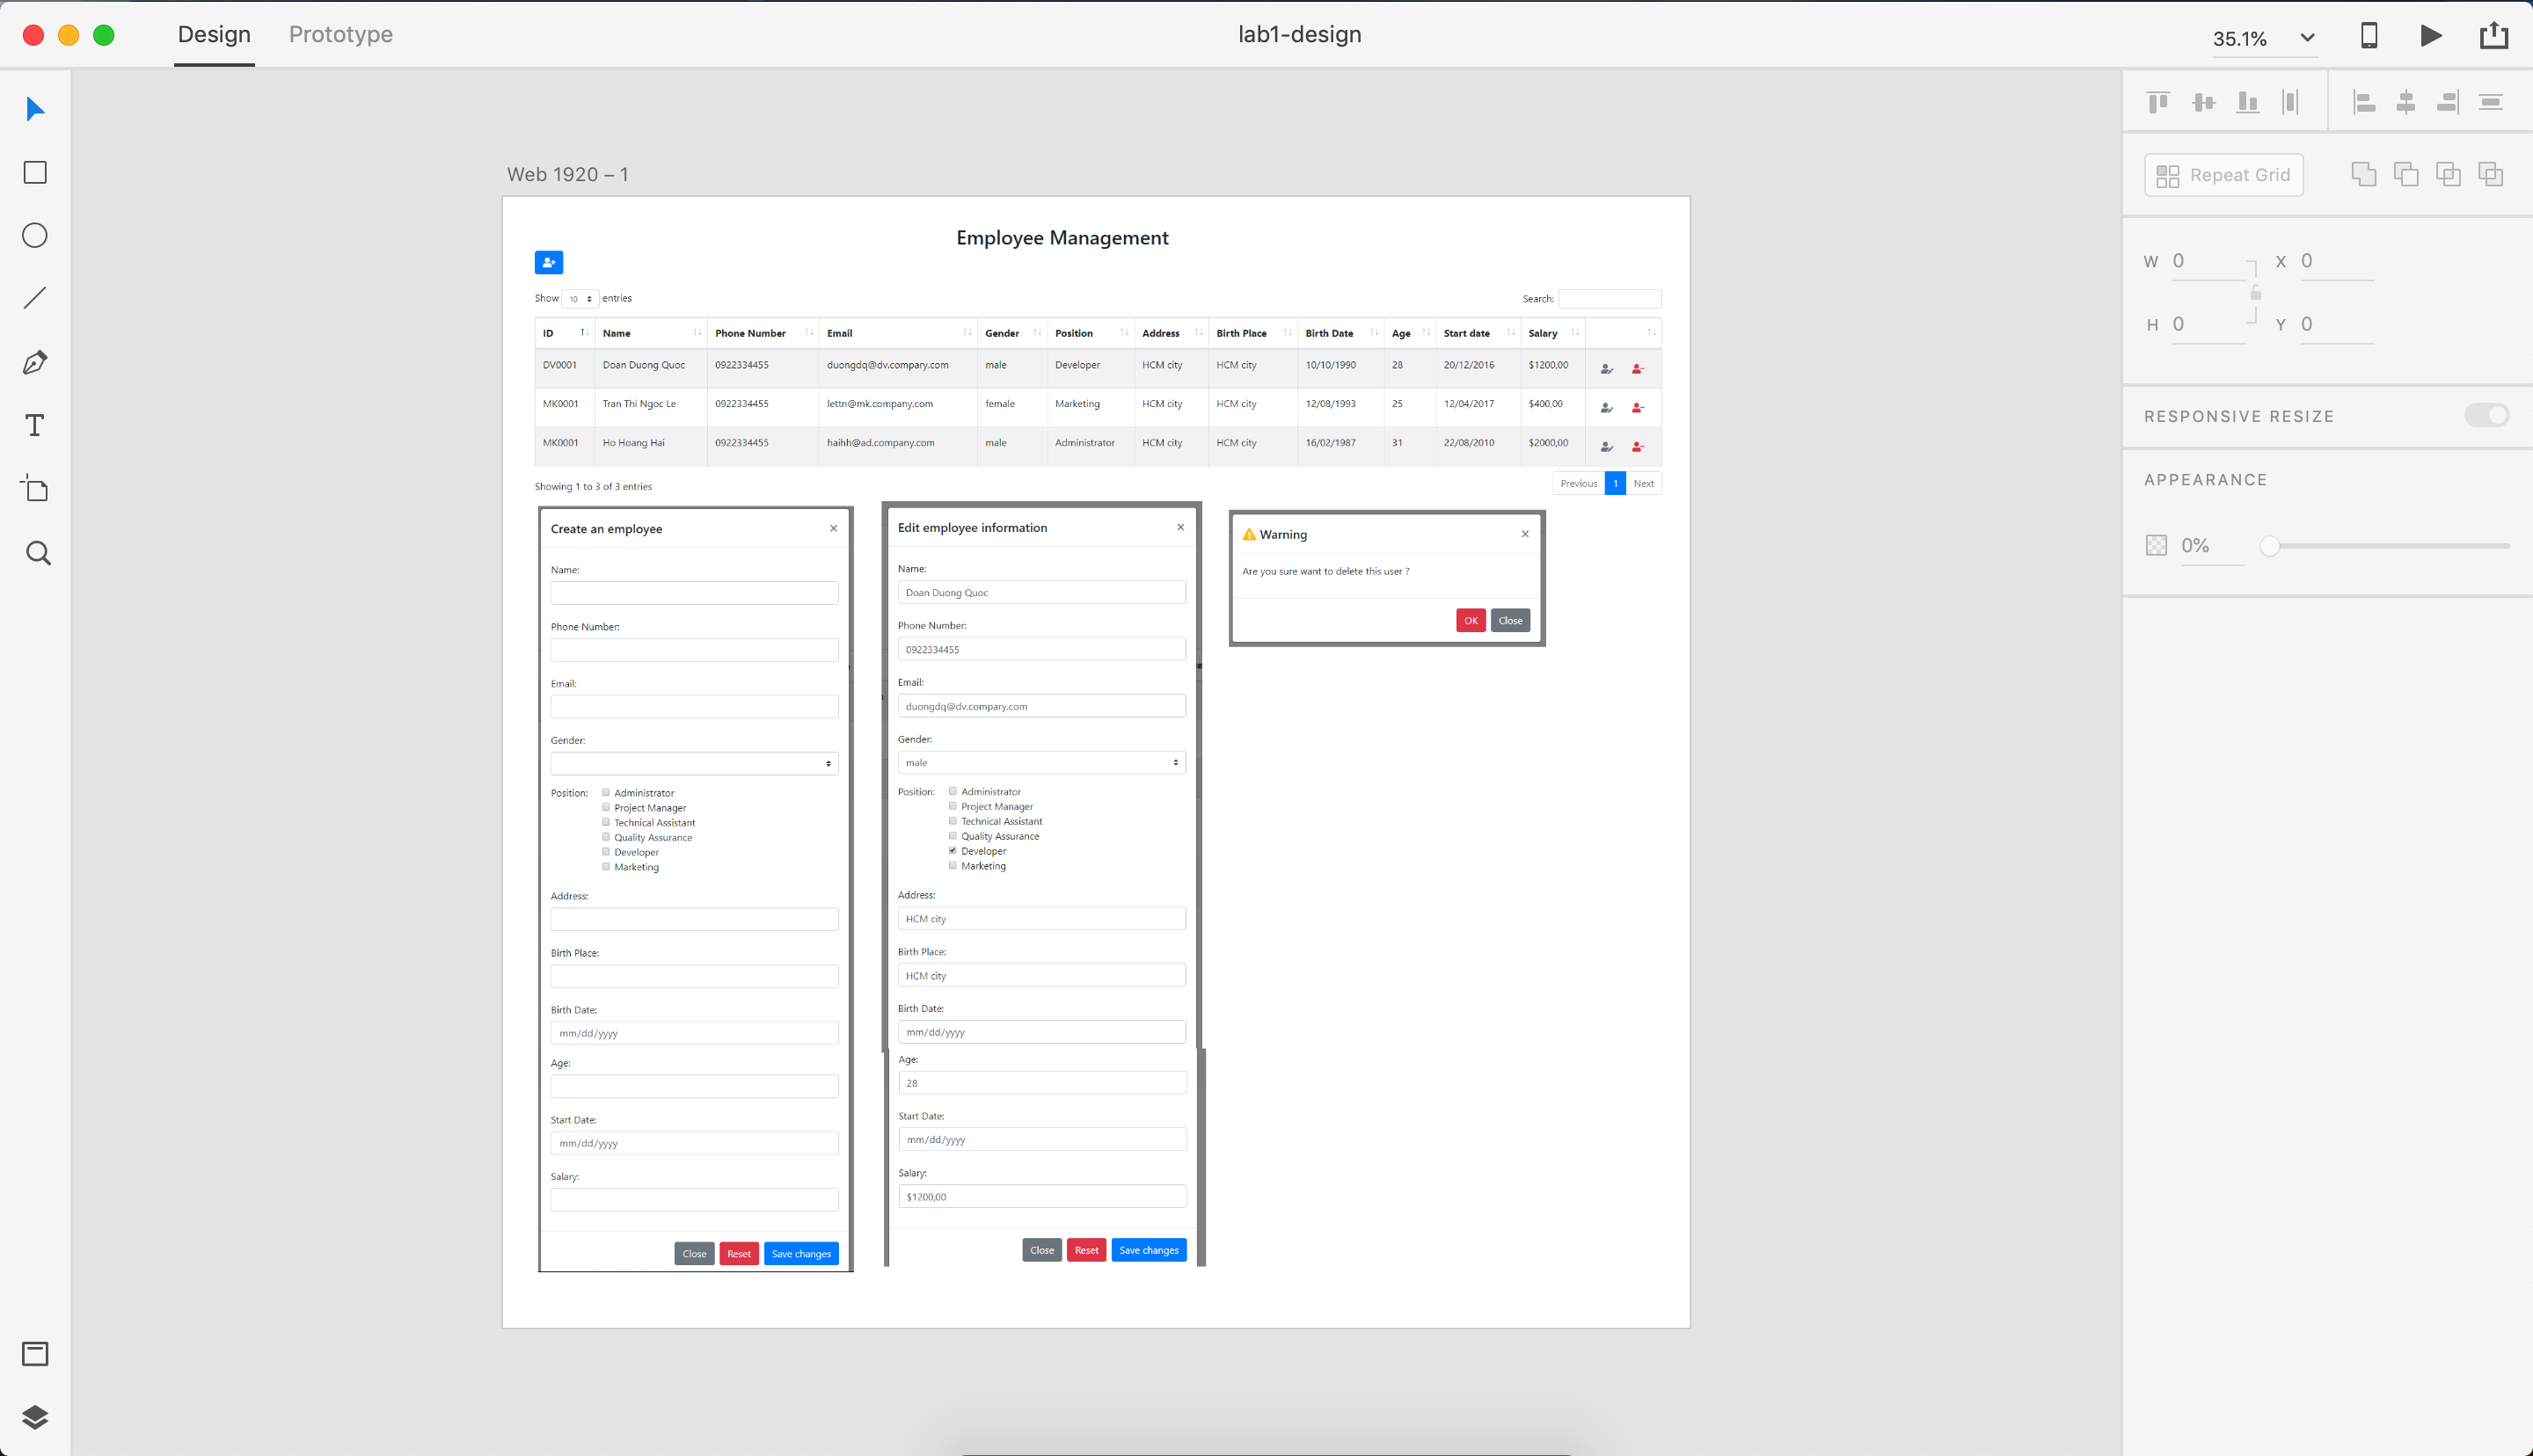 Design Prototype lab1-design 35.1%
Repeat Grid
W 0 X 0
H 0 Y 0
RESPONSIVE RESIZE
APPEARANCE
0%
Web 1920 – 1
Employee Management
Show 10 entries Search:
ID Name Phone Number Email Gender Position Address Birth Place Birth Date Age Start date Salary
DV0001 Doan Duong Quoc 0922334455 duongdq@dv.compary.com male Developer HCM city HCM city 10/10/1990 28 20/12/2016 $1200,00
MK0001 Tran Thi Ngoc Le 0922334455 lettn@mk.company.com female Marketing HCM city HCM city 12/08/1993 25 12/04/2017 $400,00
MK0001 Ho Hoang Hai 0922334455 haihh@ad.company.com male Administrator HCM city HCM city 16/02/1987 31 22/08/2010 $2000,00
Showing 1 to 3 of 3 entries Previous 1 Next
Create an employee ×
Name:
Phone Number:
Email:
Gender:
Position: Administrator
Project Manager
Technical Assistant
Quality Assurance
Developer
Marketing
Address:
Birth Place:
Birth Date:
mm/dd/yyyy
Age:
Start Date:
mm/dd/yyyy
Salary:
Close Reset Save changes
Edit employee information ×
Name:
Doan Duong Quoc
Phone Number:
0922334455
Email:
duongdq@dv.compary.com
Gender:
male
Position: Administrator
Project Manager
Technical Assistant
Quality Assurance
Developer
Marketing
Address:
HCM city
Birth Place:
HCM city
Birth Date:
mm/dd/yyyy
Age:
28
Start Date:
mm/dd/yyyy
Salary:
$1200,00
Close Reset Save changes
Warning ×
Are you sure want to delete this user ?
OK Close